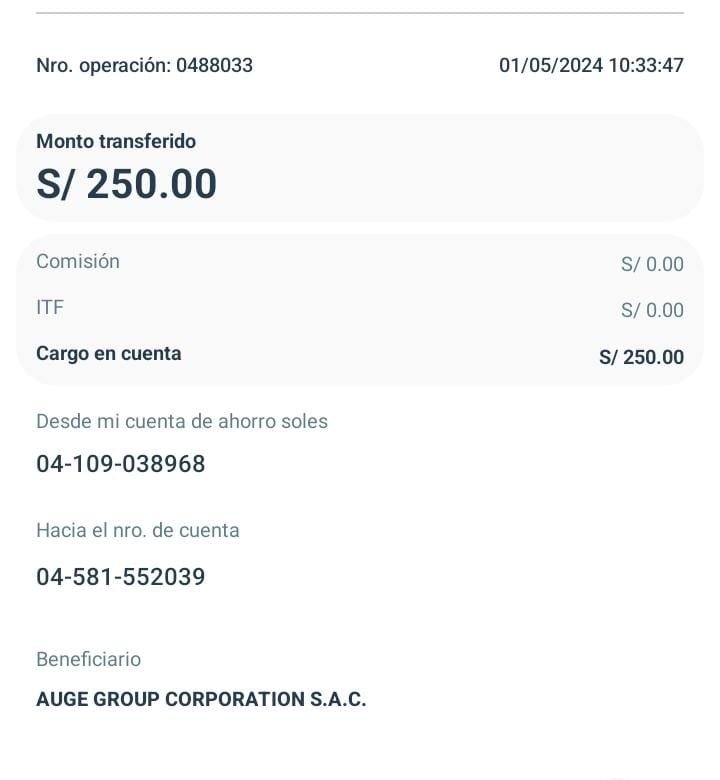 Nro. operación: 0488033 01/05/2024 10:33:47
Monto transferido
S/ 250.00
Comisión S/ 0.00
ITF S/ 0.00
Cargo en cuenta S/ 250.00
Desde mi cuenta de ahorro soles
04-109-038968
Hacia el nro. de cuenta
04-581-552039
Beneficiario
AUGE GROUP CORPORATION S.A.C.